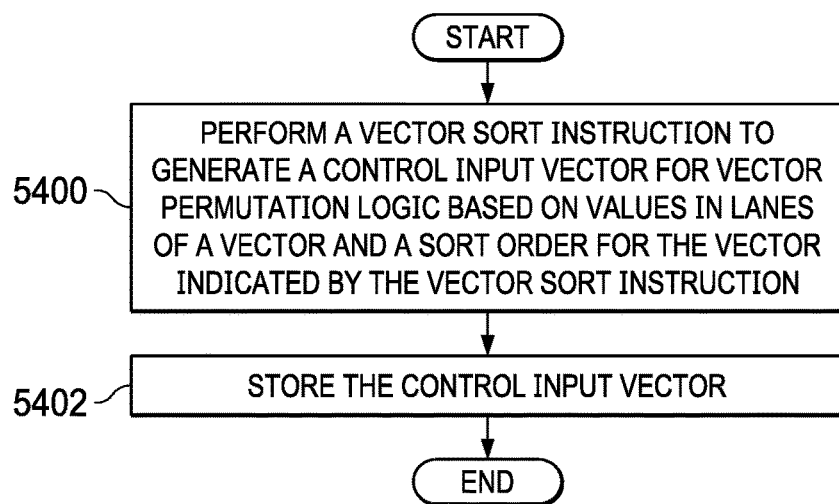 START
5400
PERFORM A VECTOR SORT INSTRUCTION TO
GENERATE A CONTROL INPUT VECTOR FOR VECTOR
PERMUTATION LOGIC BASED ON VALUES IN LANES
OF A VECTOR AND A SORT ORDER FOR THE VECTOR
INDICATED BY THE VECTOR SORT INSTRUCTION
5402
STORE THE CONTROL INPUT VECTOR
END